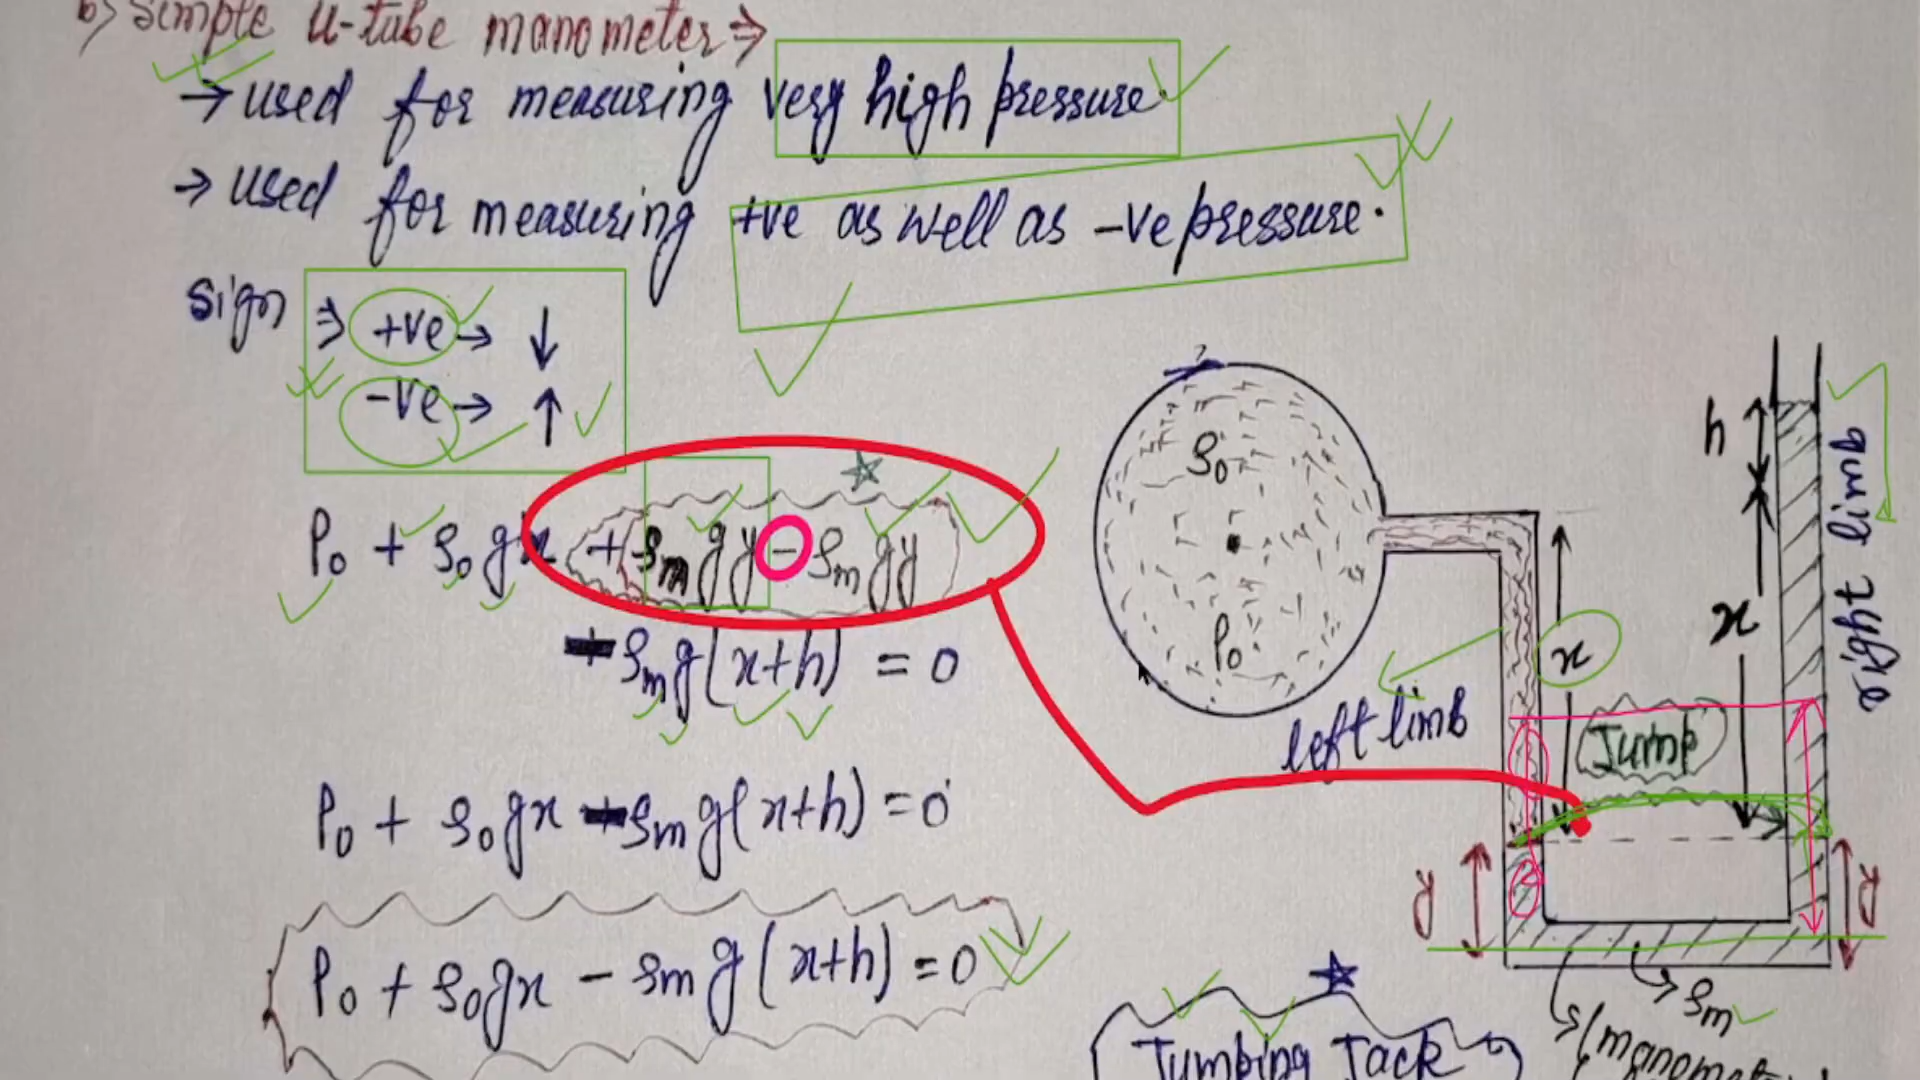 b) Simple U-tube manometer ⇒
→ used for measuring very high pressure.
→ used for measuring +ve as well as -ve pressure.
Sign ⇒ +ve → ↓
-ve → ↑
P₀ + ρ₀gx + ρₘgy - ρₘgy
- ρₘg(x+h) = 0
P₀ + ρ₀gx - ρₘg(x+h) = 0
P₀ + ρ₀gx - ρₘg(x+h) = 0
ρ₀
P₀
left limb
x
Jump
h
x
right limb
y
y
ρₘ
Jumping Jack